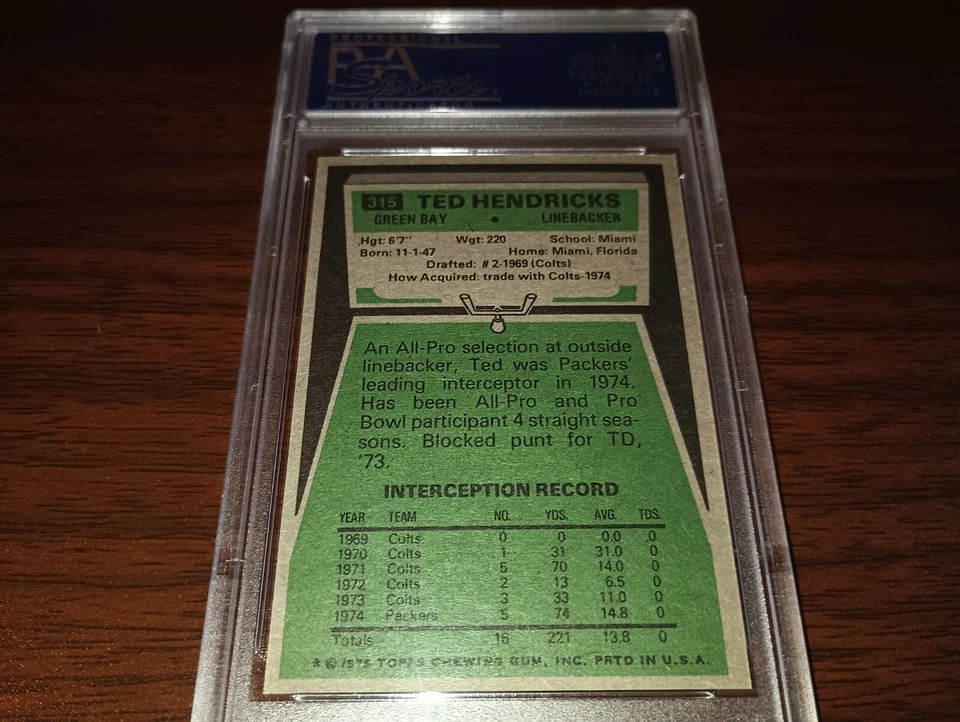 PROFESSIONAL
PSA
Sports
AUTHENTICATOR
315 TED HENDRICKS
GREEN BAY • LINEBACKER
Hgt: 6'7" Wgt: 220 School: Miami
Born: 11-1-47 Home: Miami, Florida
Drafted: #2-1969 (Colts)
How Acquired: trade with Colts-1974
An All-Pro selection at outside
linebacker, Ted was Packers'
leading interceptor in 1974.
Has been All-Pro and Pro
Bowl participant 4 straight sea-
sons. Blocked punt for TD,
'73.
INTERCEPTION RECORD
YEAR TEAM NO. YDS. AVG. TDS.
1969 Colts 0 0 0.0 0
1970 Colts 1 31 31.0 0
1971 Colts 5 70 14.0 0
1972 Colts 2 13 6.5 0
1973 Colts 3 33 11.0 0
1974 Packers 5 74 14.8 0
Totals 16 221 13.8 0
* © 1975 TOPPS CHEWING GUM, INC. PRTD IN U.S.A.